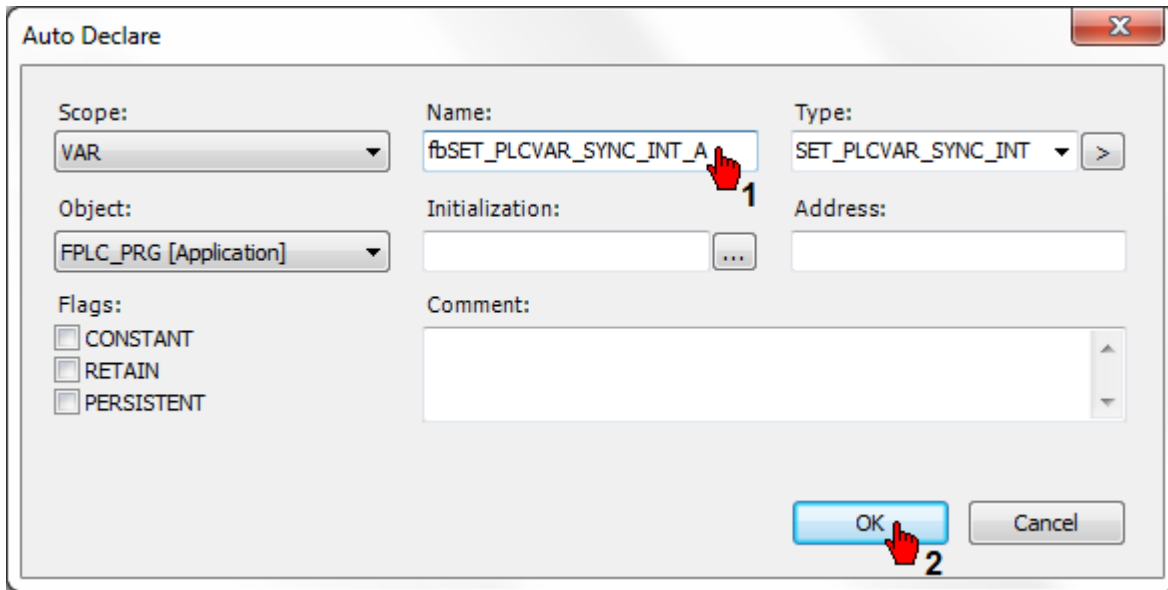 Auto Declare
Scope: Name: Type:
VAR fbSET_PLCVAR_SYNC_INT_A SET_PLCVAR_SYNC_INT >
1
Object: Initialization: Address:
FPLC_PRG [Application] ...
Flags: Comment:
CONSTANT
RETAIN
PERSISTENT
OK Cancel
2